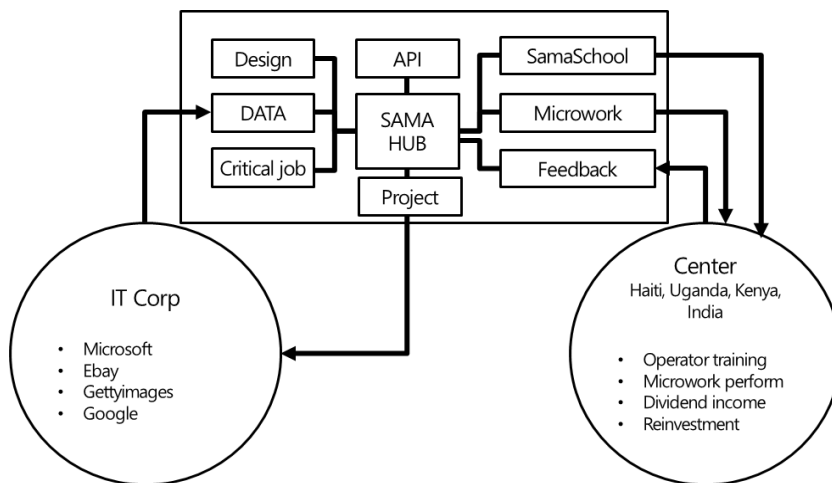 Design
API
SamaSchool
DATA
SAMA
HUB
Microwork
Critical job
Feedback
Project
IT Corp
• Microsoft
• Ebay
• Gettyimages
• Google
Center
Haiti, Uganda, Kenya,
India
• Operator training
• Microwork perform
• Dividend income
• Reinvestment